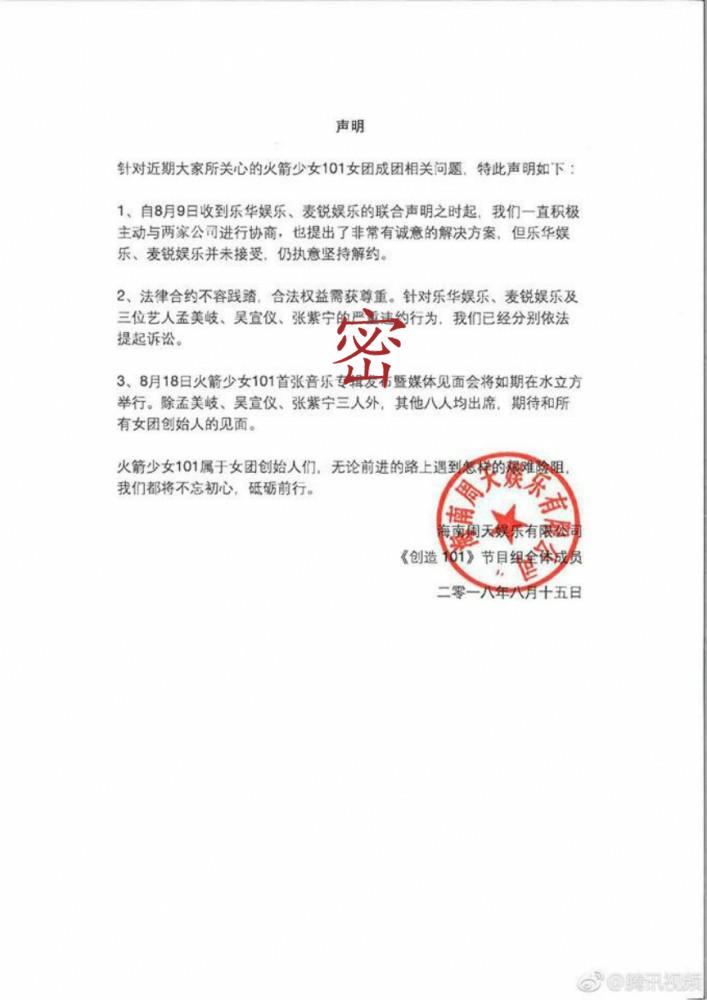 声明
针对近期大家所关心的火箭少女101女团成团相关问题，特此声明如下：
1、自8月9日收到乐华娱乐、麦锐娱乐的联合声明之时起，我们一直积极
主动与两家公司进行协商，也提出了非常有诚意的解决方案，但乐华娱
乐、麦锐娱乐并未接受，仍执意坚持解约。
2、法律合约不容践踏，合法权益需获尊重。针对乐华娱乐、麦锐娱乐及
三位艺人孟美岐、吴宣仪、张紫宁的严重违约行为，我们已经分别依法
提起诉讼。
密
3、8月18日火箭少女101首张音乐专辑发布暨媒体见面会将如期在水立方
举行。除孟美岐、吴宣仪、张紫宁三人外，其他八人均出席，期待和所
有女团创始人的见面。
火箭少女101属于女团创始人们，无论前进的路上遇到怎样的艰难险阻，
我们都将不忘初心，砥砺前行。
海南周天娱乐有限公司
海南周天娱乐有限公司
《创造101》节目组全体成员
二零一八年八月十五日
@腾讯视频